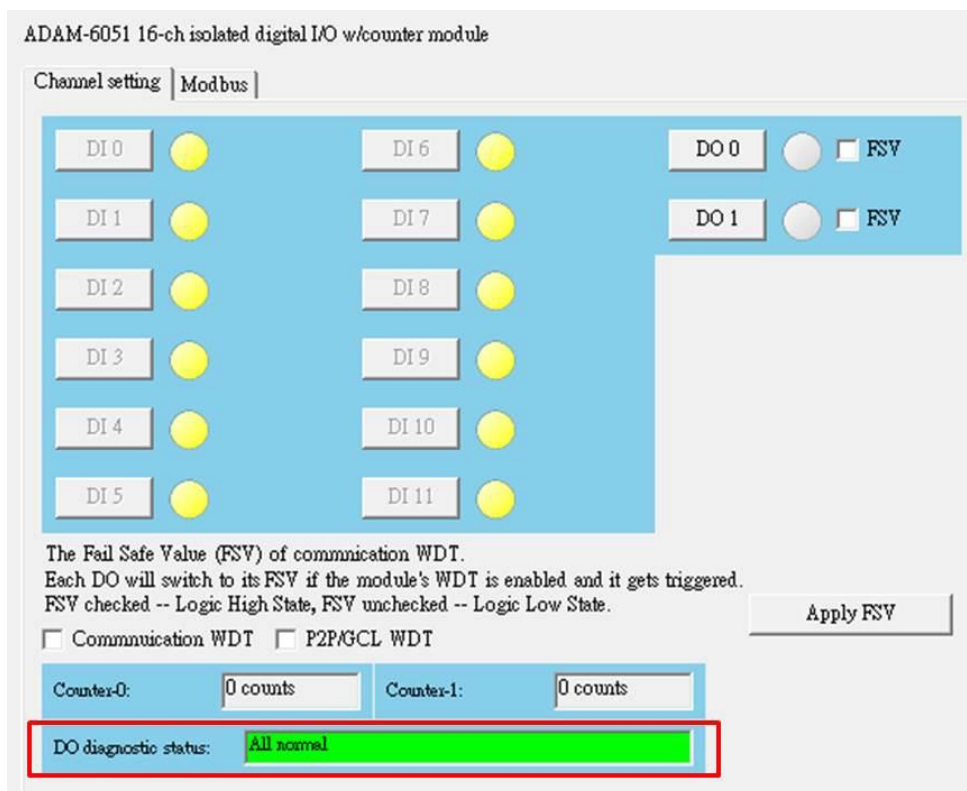 ADAM-6051 16-ch isolated digital I/O w/counter module
Channel setting Modbus
DI 0 DI 6 DO 0 FSV
DI 1 DI 7 DO 1 FSV
DI 2 DI 8
DI 3 DI 9
DI 4 DI 10
DI 5 DI 11
The Fail Safe Value (FSV) of commnication WDT.
Each DO will switch to its FSV if the module's WDT is enabled and it gets triggered.
FSV checked -- Logic High State, FSV unchecked -- Logic Low State.
Apply FSV
Commnuication WDT P2P/GCL WDT
Counter-0: 0 counts Counter-1: 0 counts
DO diagnostic status: All normal